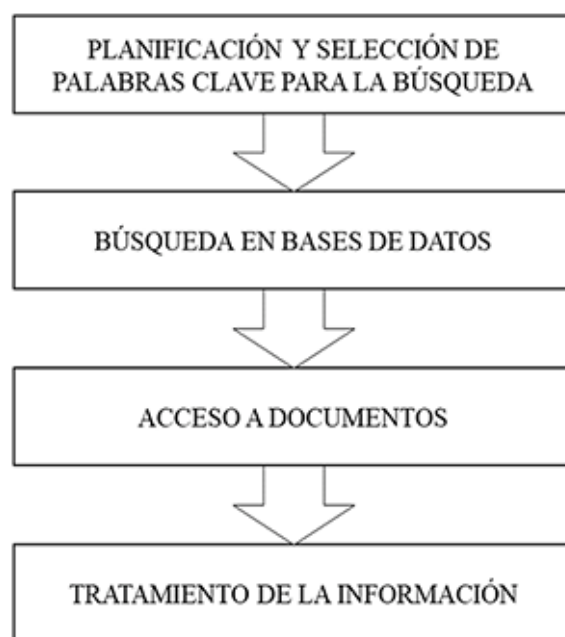 PLANIFICACIÓN Y SELECCIÓN DE
PALABRAS CLAVE PARA LA BÚSQUEDA
BÚSQUEDA EN BASES DE DATOS
ACCESO A DOCUMENTOS
TRATAMIENTO DE LA INFORMACIÓN